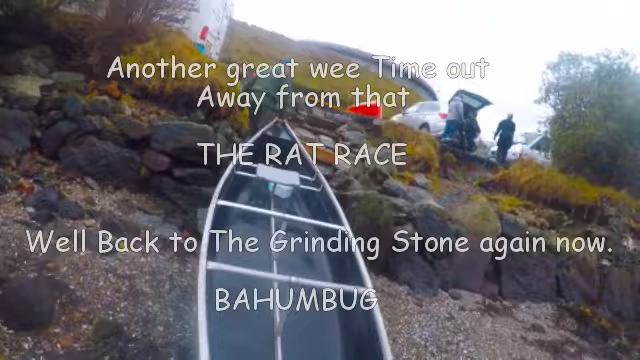 Another great wee Time out
Away from that
THE RAT RACE
Well Back to The Grinding Stone again now.
BAHUMBUG